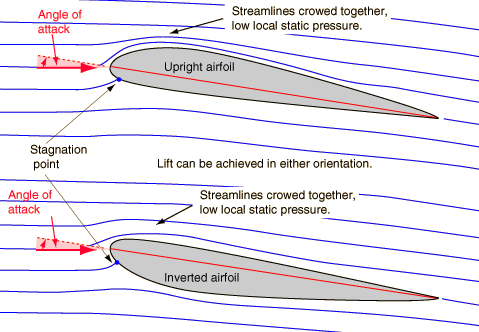 Angle of
attack
Streamlines crowed together,
low local static pressure.
Upright airfoil
Stagnation
point
Lift can be achieved in either orientation.
Angle of
attack
Streamlines crowed together,
low local static pressure.
Inverted airfoil